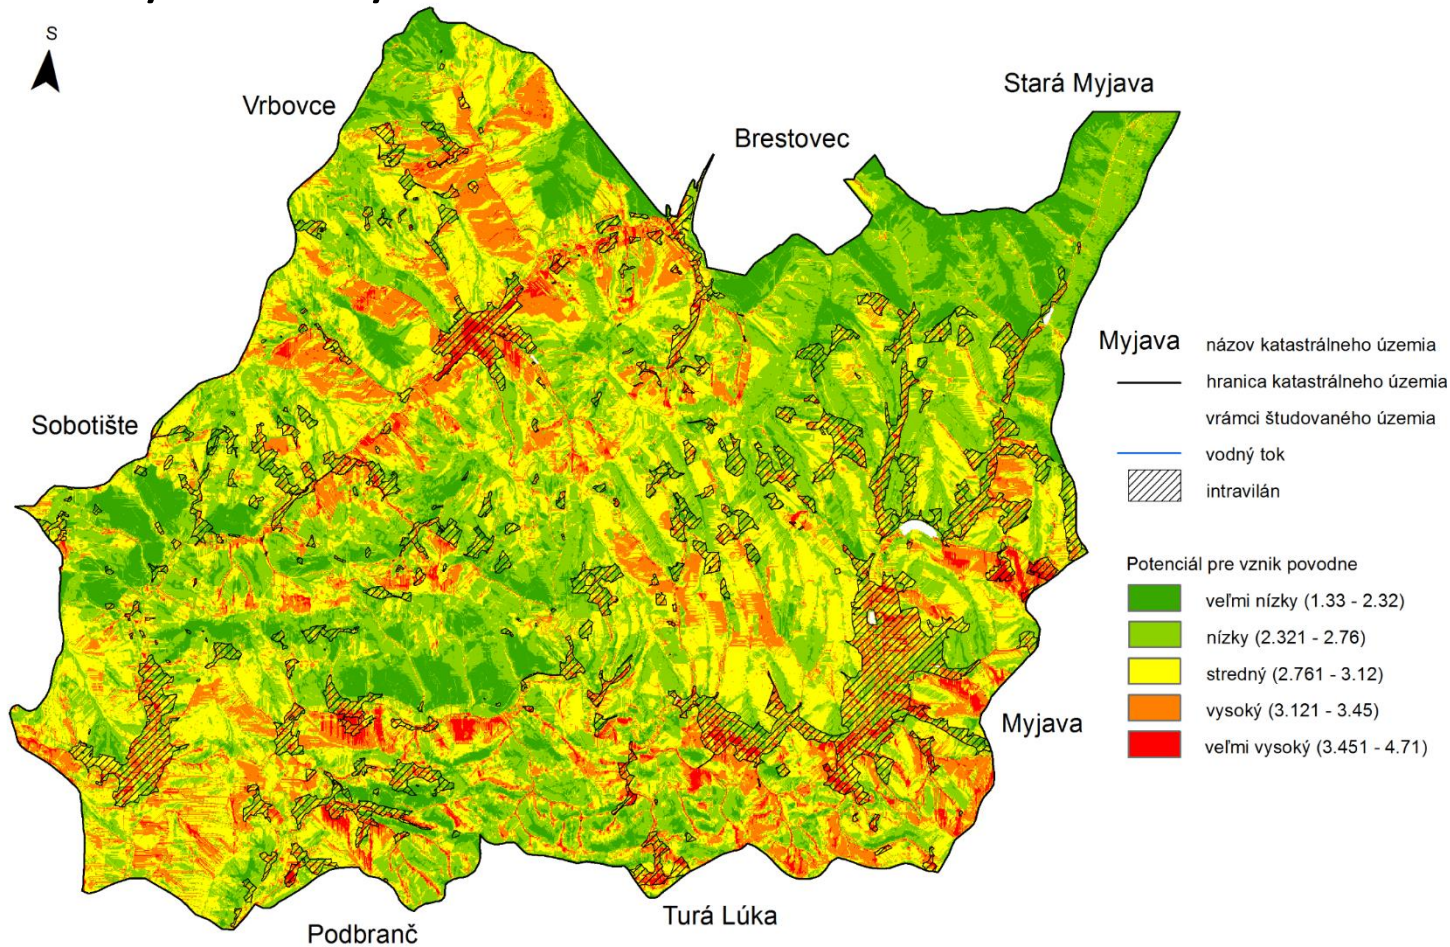 S
Stará Myjava
Vrbovce
Brestovec
Sobotište
Myjava
Podbranč
Turá Lúka
Myjava názov katastrálneho územia
hranica katastrálneho územia
vrámci študovaného územia
vodný tok
intravilán
Potenciál pre vznik povodne
veľmi nízky (1.33 - 2.32)
nízky (2.321 - 2.76)
stredný (2.761 - 3.12)
vysoký (3.121 - 3.45)
veľmi vysoký (3.451 - 4.71)